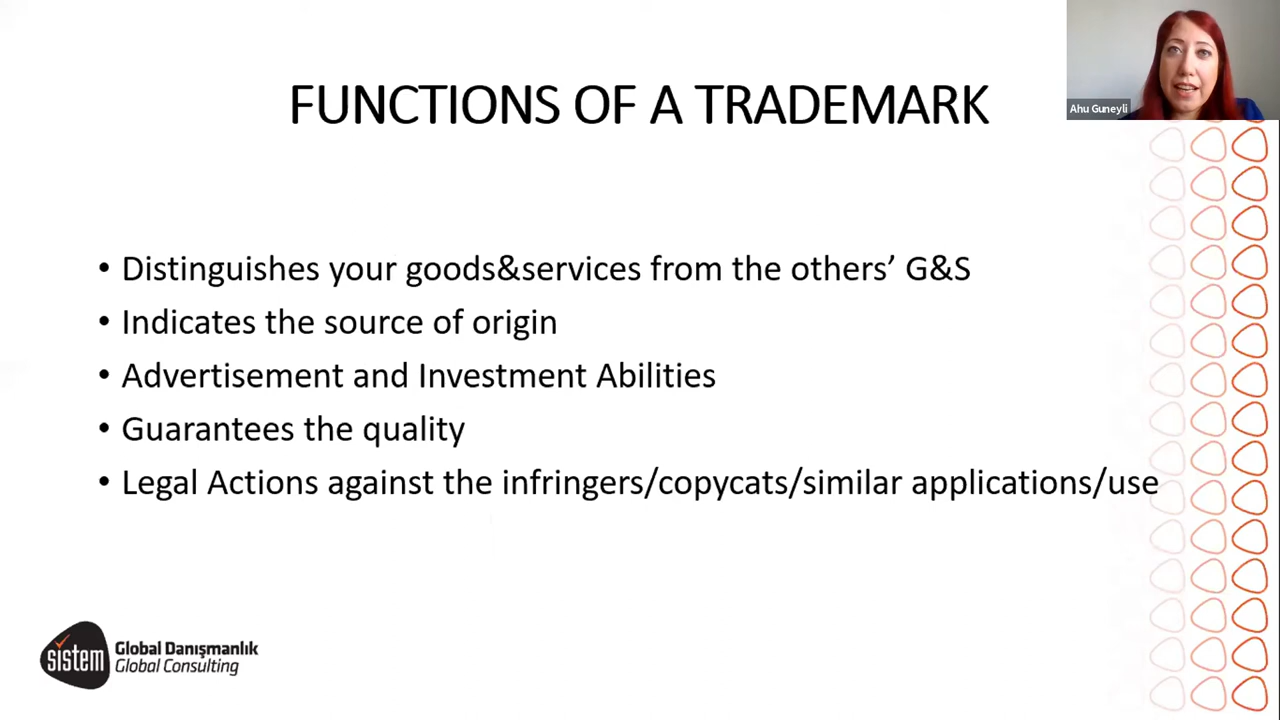 FUNCTIONS OF A TRADEMARK
Ahu Guneyli
• Distinguishes your goods&services from the others’ G&S
• Indicates the source of origin
• Advertisement and Investment Abilities
• Guarantees the quality
• Legal Actions against the infringers/copycats/similar applications/use
sistem
Global Danışmanlık
Global Consulting